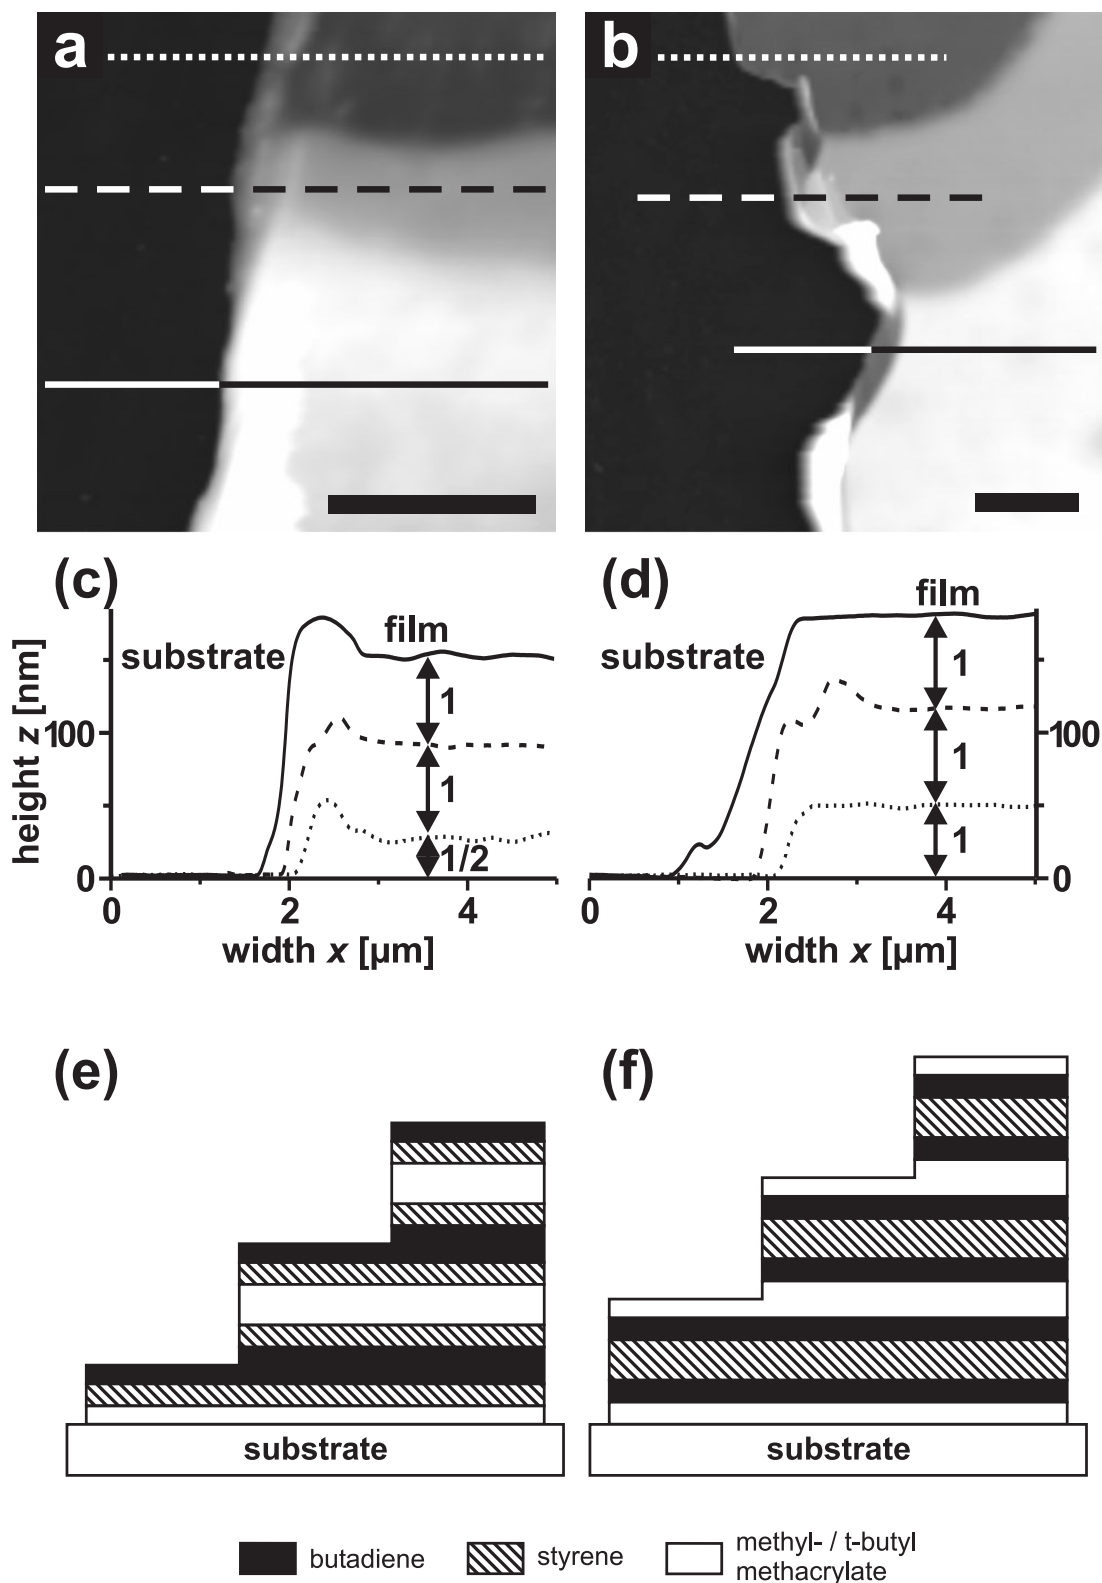 a
b
(c)
(d)
height z [nm]
100
0
substrate
film
1
1
1/2
0
2
4
width x [µm]
substrate
film
1
1
1
100
0
0
2
4
width x [µm]
(e)
(f)
substrate
substrate
butadiene
styrene
methyl- / t-butyl
methacrylate